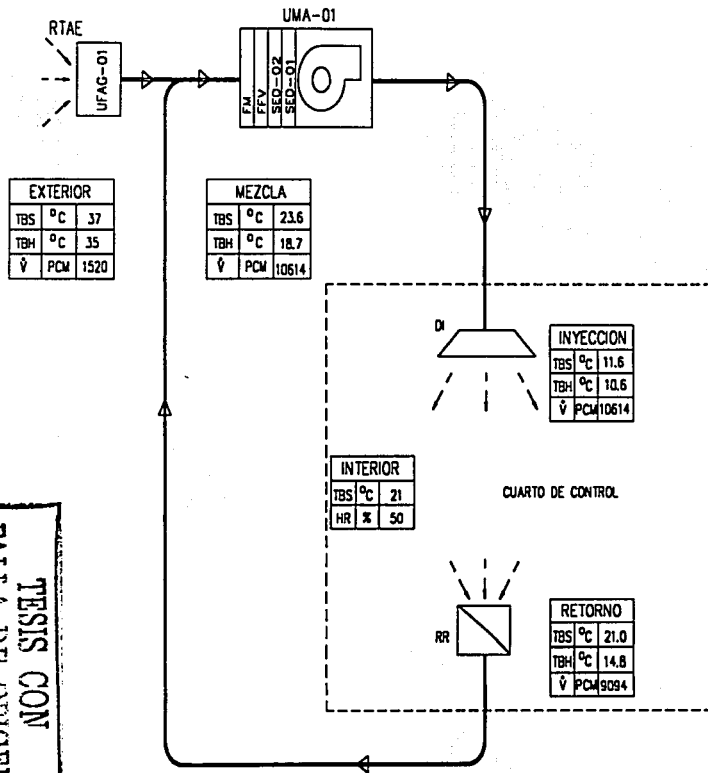 UMA-01
RTAE
UFAG-01
FM
FFV
SED-02
SED-01
EXTERIOR
TBS °C 37
TBH °C 35
V̇ PCM 1520
MEZCLA
TBS °C 23.6
TBH °C 18.7
V̇ PCM 10614
DI
INYECCION
TBS °C 11.6
TBH °C 10.6
V̇ PCM 10614
INTERIOR
TBS °C 21
HR % 50
CUARTO DE CONTROL
RR
RETORNO
TBS °C 21.0
TBH °C 14.8
V̇ PCM 9094
TESIS CON